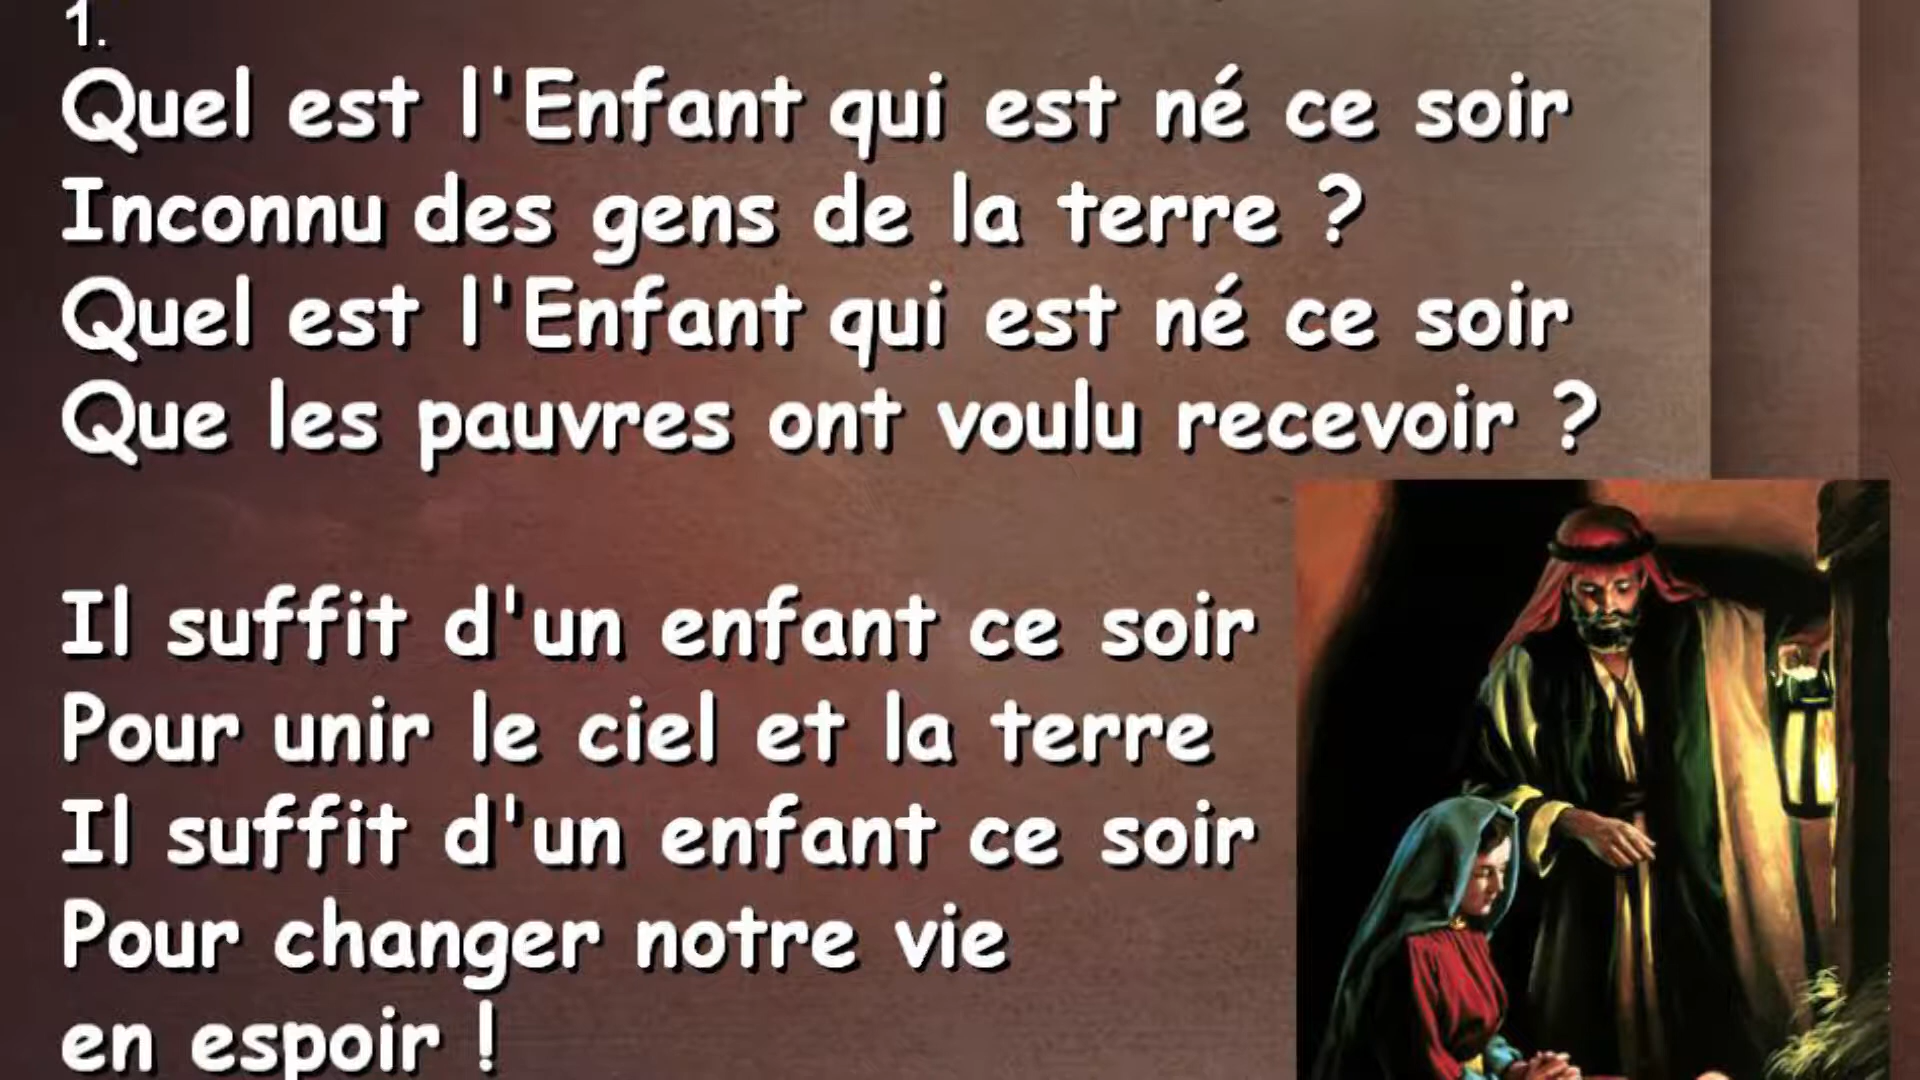 1.
Quel est l'Enfant qui est né ce soir
Inconnu des gens de la terre ?
Quel est l'Enfant qui est né ce soir
Que les pauvres ont voulu recevoir ?
Il suffit d'un enfant ce soir
Pour unir le ciel et la terre
Il suffit d'un enfant ce soir
Pour changer notre vie
en espoir !